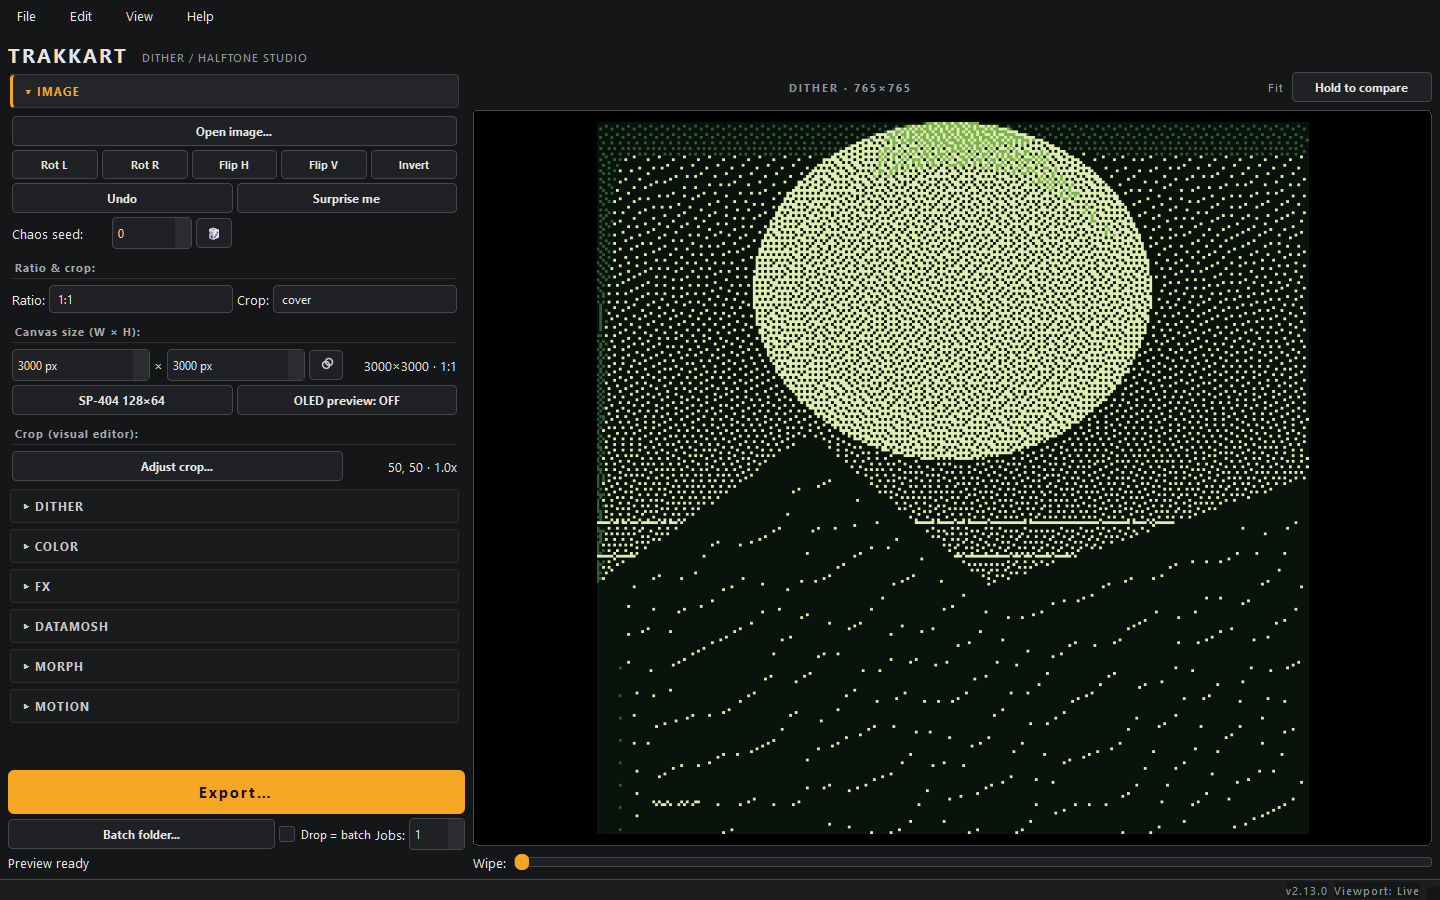 File Edit View Help
TRAKKART DITHER / HALFTONE STUDIO
IMAGE
Open image...
Rot L Rot R Flip H Flip V Invert
Undo Surprise me
Chaos seed: 0
Ratio & crop:
Ratio: 1:1 Crop: cover
Canvas size (W × H):
3000 px × 3000 px 3000×3000 · 1:1
SP-404 128×64 OLED preview: OFF
Crop (visual editor):
Adjust crop... 50, 50 · 1.0x
DITHER
COLOR
FX
DATAMOSH
MORPH
MOTION
Export...
Batch folder... Drop = batch Jobs: 1
Preview ready
DITHER · 765×765 Fit Hold to compare
Wipe:
v2.13.0 Viewport: Live